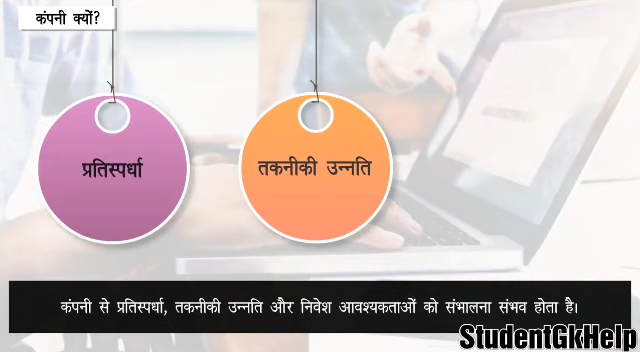 कंपनी क्यों?
प्रतिस्पर्धा
तकनीकी उन्नति
कंपनी से प्रतिस्पर्धा, तकनीकी उन्नति और निवेश आवश्यकताओं को संभालना संभव होता है।
StudentGkHelp